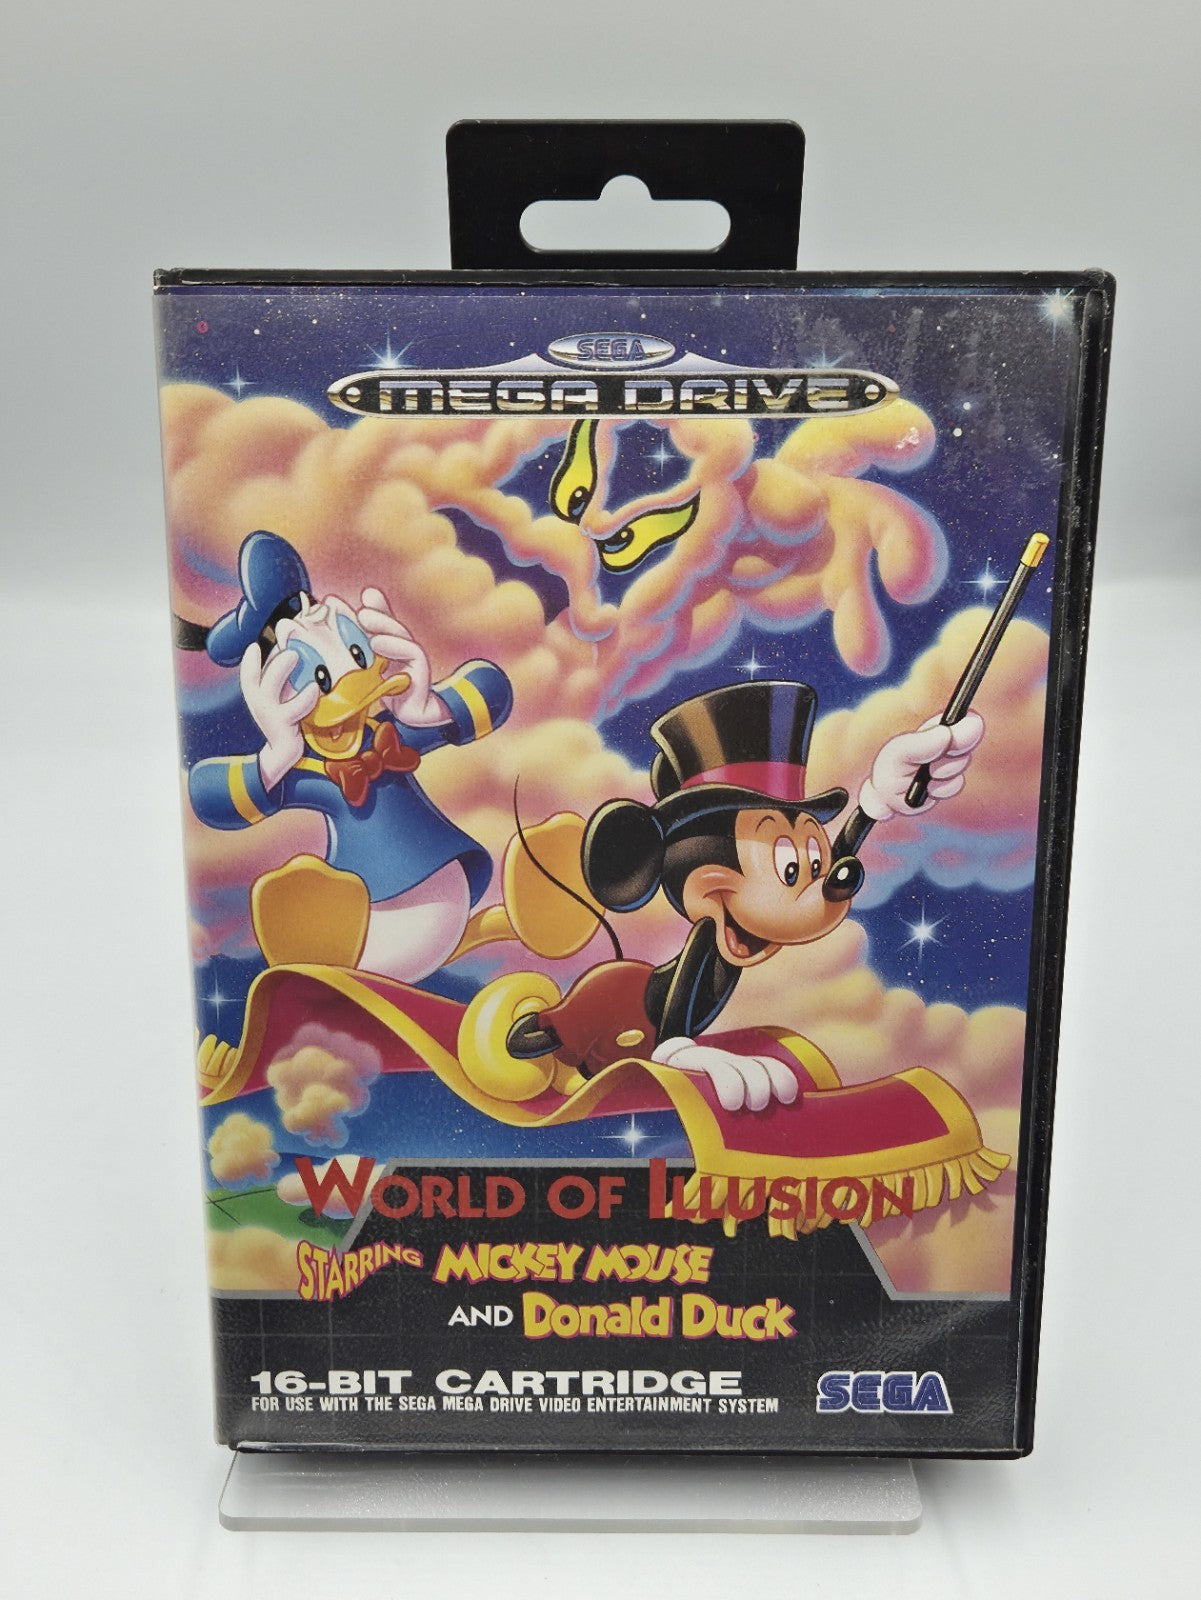 SEGA
MEGA DRIVE
WORLD OF ILLUSION
STARRING MICKEY MOUSE
AND Donald Duck
16-BIT CARTRIDGE
FOR USE WITH THE SEGA MEGA DRIVE VIDEO ENTERTAINMENT SYSTEM
SEGA